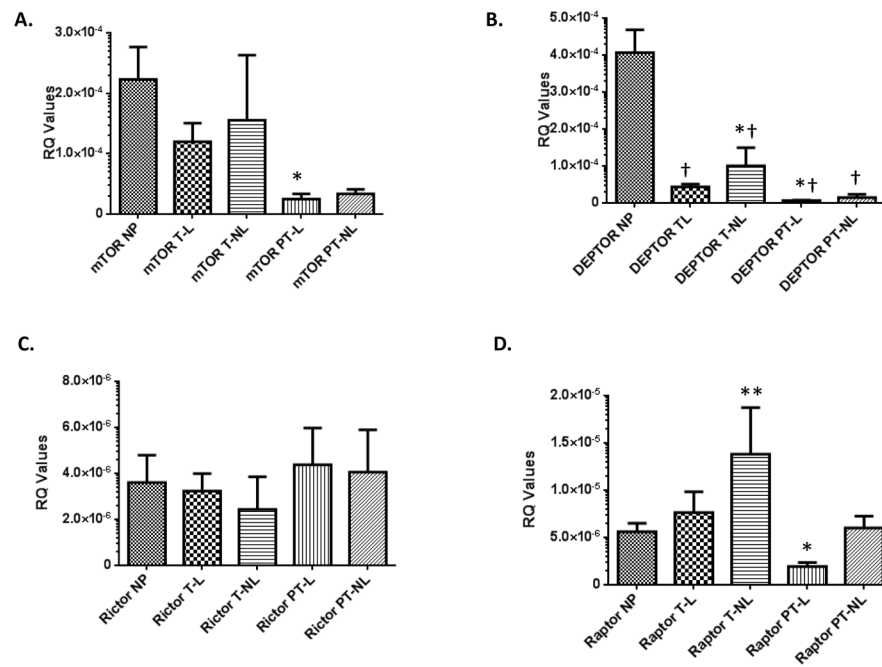 A.
3.0×10⁻⁴
2.0×10⁻⁴
1.0×10⁻⁴
0
RQ Values
*
mTOR NP
mTOR T-L
mTOR T-NL
mTOR PT-L
mTOR PT-NL
B.
5.0×10⁻⁴
4.0×10⁻⁴
3.0×10⁻⁴
2.0×10⁻⁴
1.0×10⁻⁴
0
RQ Values
†
*†
*†
†
DEPTOR NP
DEPTOR TL
DEPTOR T-NL
DEPTOR PT-L
DEPTOR PT-NL
C.
8.0×10⁻⁶
6.0×10⁻⁶
4.0×10⁻⁶
2.0×10⁻⁶
0
RQ Values
Rictor NP
Rictor T-L
Rictor T-NL
Rictor PT-L
Rictor PT-NL
D.
2.0×10⁻⁵
1.5×10⁻⁵
1.0×10⁻⁵
5.0×10⁻⁶
0
RQ Values
**
*
Raptor NP
Raptor T-L
Raptor T-NL
Raptor PT-L
Raptor PT-NL